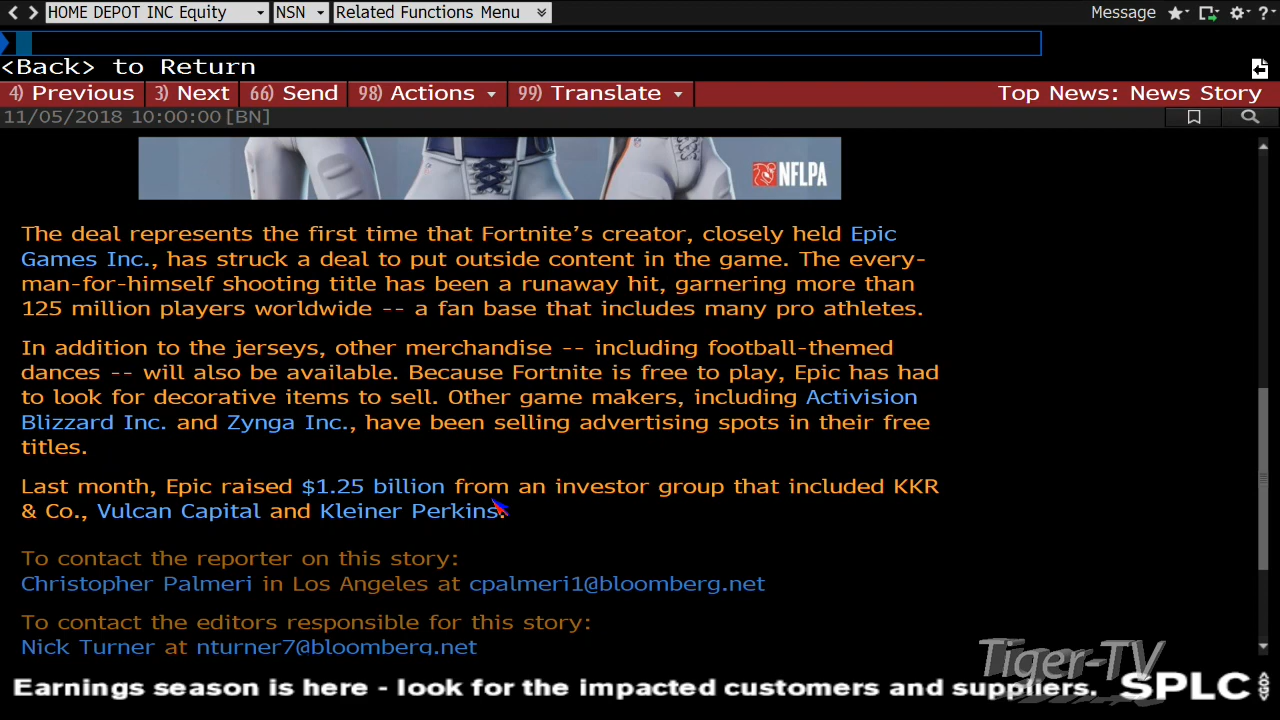 HOME DEPOT INC Equity NSN Related Functions Menu Message ?
<Back> to Return
4) Previous 3) Next 66) Send 98) Actions 99) Translate Top News: News Story
11/05/2018 10:00:00 [BN]
NFLPA
The deal represents the first time that Fortnite's creator, closely held Epic
Games Inc., has struck a deal to put outside content in the game. The every-
man-for-himself shooting title has been a runaway hit, garnering more than
125 million players worldwide -- a fan base that includes many pro athletes.
In addition to the jerseys, other merchandise -- including football-themed
dances -- will also be available. Because Fortnite is free to play, Epic has had
to look for decorative items to sell. Other game makers, including Activision
Blizzard Inc. and Zynga Inc., have been selling advertising spots in their free
titles.
Last month, Epic raised $1.25 billion from an investor group that included KKR
& Co., Vulcan Capital and Kleiner Perkins.
To contact the reporter on this story:
Christopher Palmeri in Los Angeles at cpalmeri1@bloomberg.net
To contact the editors responsible for this story:
Nick Turner at nturner7@bloomberg.net
Tiger-TV
Earnings season is here - look for the impacted customers and suppliers. SPLC